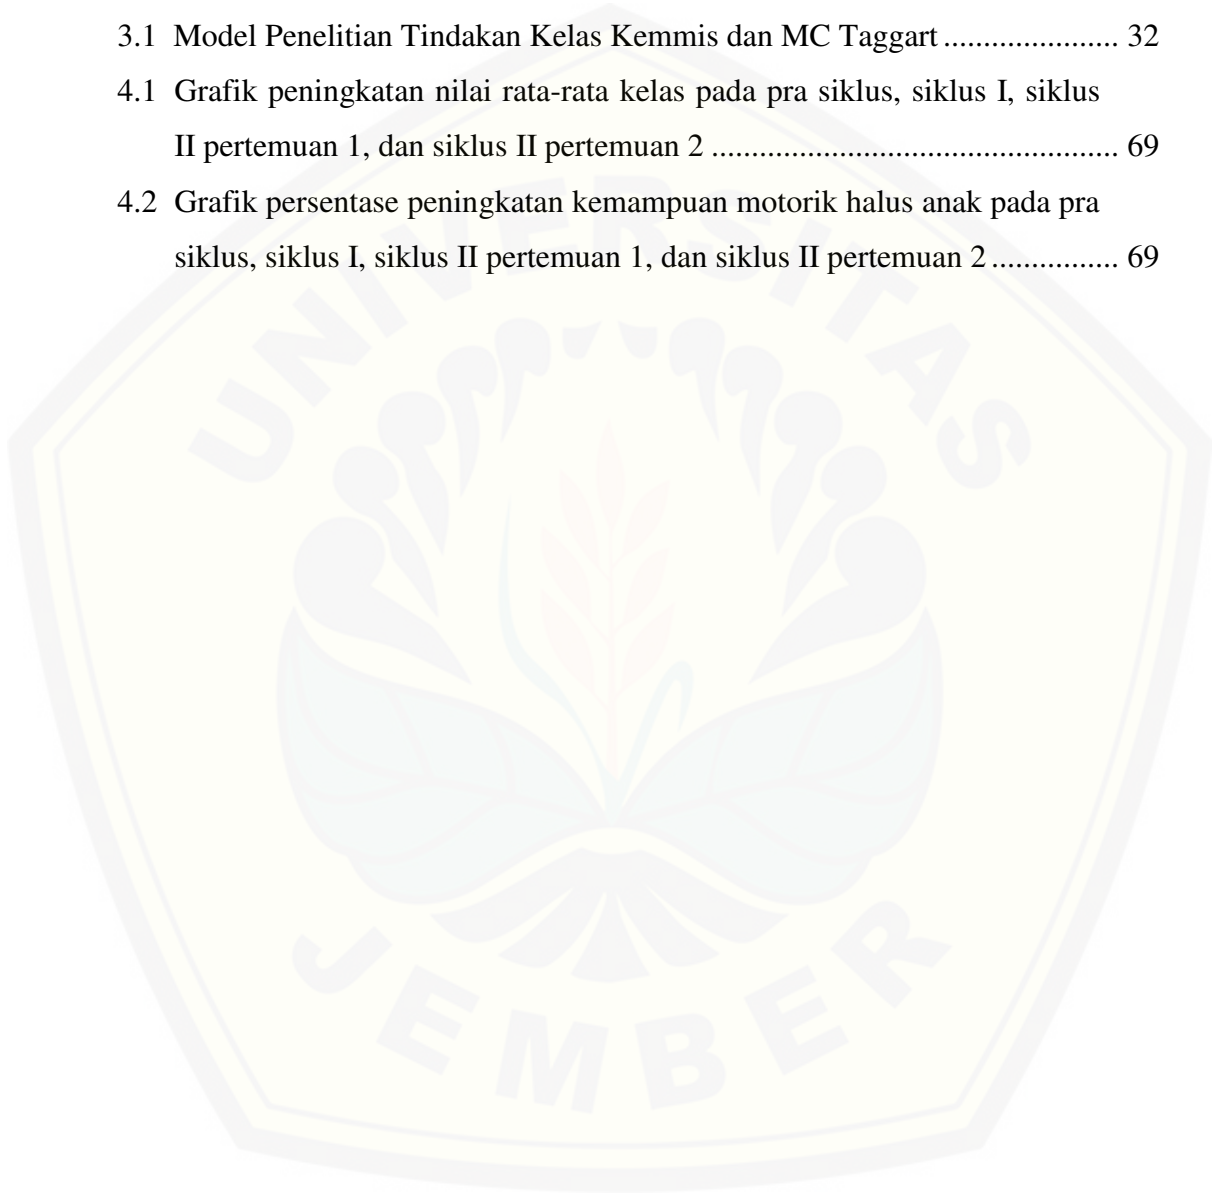 3.1 Model Penelitian Tindakan Kelas Kemmis dan MC Taggart ...................... 32
4.1 Grafik peningkatan nilai rata-rata kelas pada pra siklus, siklus I, siklus
II pertemuan 1, dan siklus II pertemuan 2 ................................................... 69
4.2 Grafik persentase peningkatan kemampuan motorik halus anak pada pra
siklus, siklus I, siklus II pertemuan 1, dan siklus II pertemuan 2 ................ 69
UNIVERSITAS
JEMBER